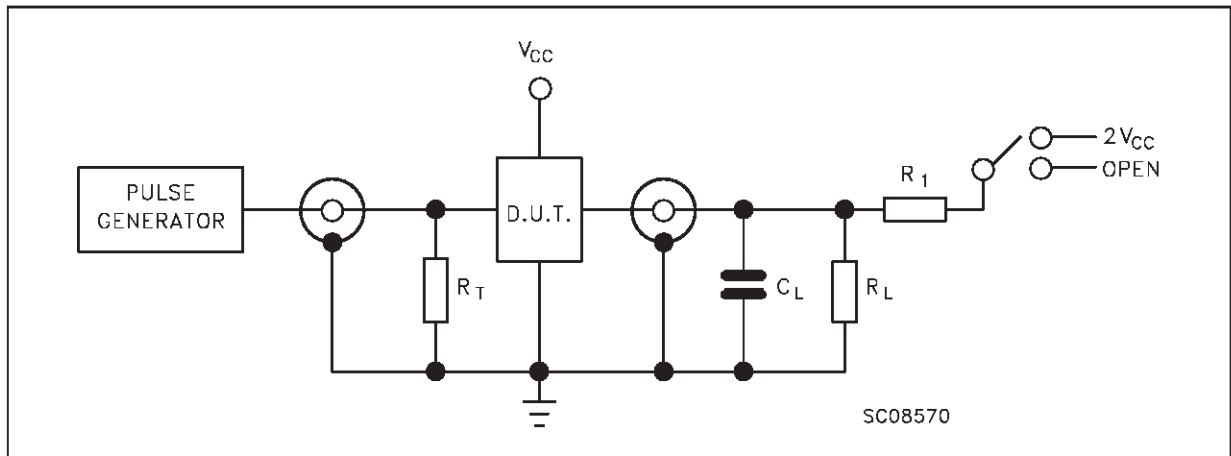 VCC
2VCC
OPEN
PULSE
GENERATOR
D.U.T.
R1
RT
CL
RL
SC08570